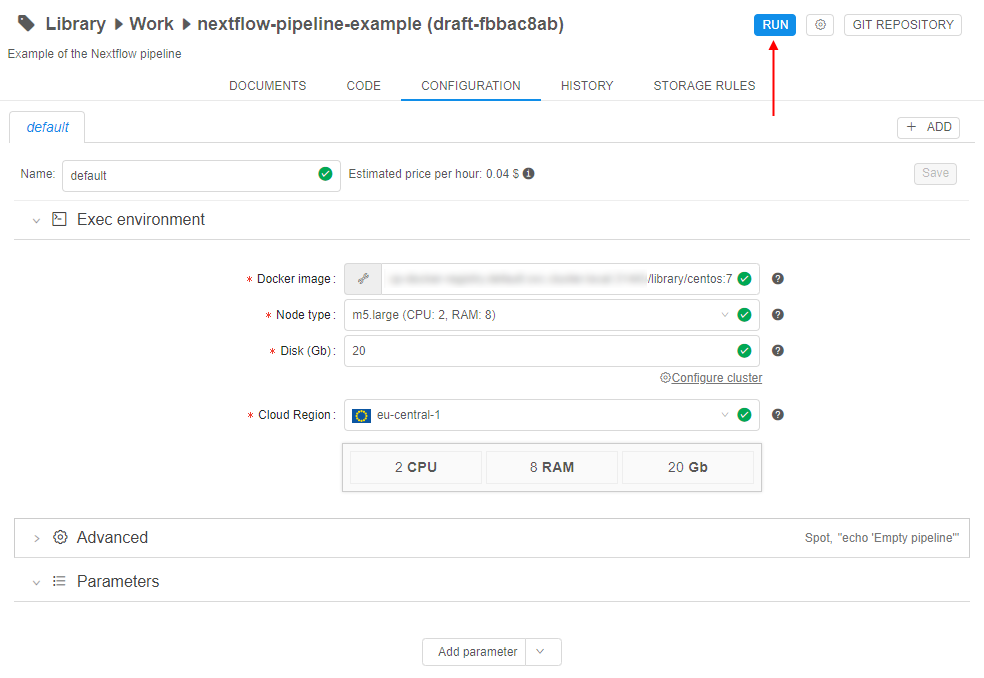 Library Work nextflow-pipeline-example (draft-fbbac8ab) RUN GIT REPOSITORY
Example of the Nextflow pipeline
DOCUMENTS CODE CONFIGURATION HISTORY STORAGE RULES
default + ADD
Name: default Estimated price per hour: 0.04 $ Save
Exec environment
* Docker image: /library/centos:7
* Node type: m5.large (CPU: 2, RAM: 8)
* Disk (Gb): 20
Configure cluster
* Cloud Region: eu-central-1
2 CPU 8 RAM 20 Gb
Advanced Spot, "echo 'Empty pipeline'"
Parameters
Add parameter